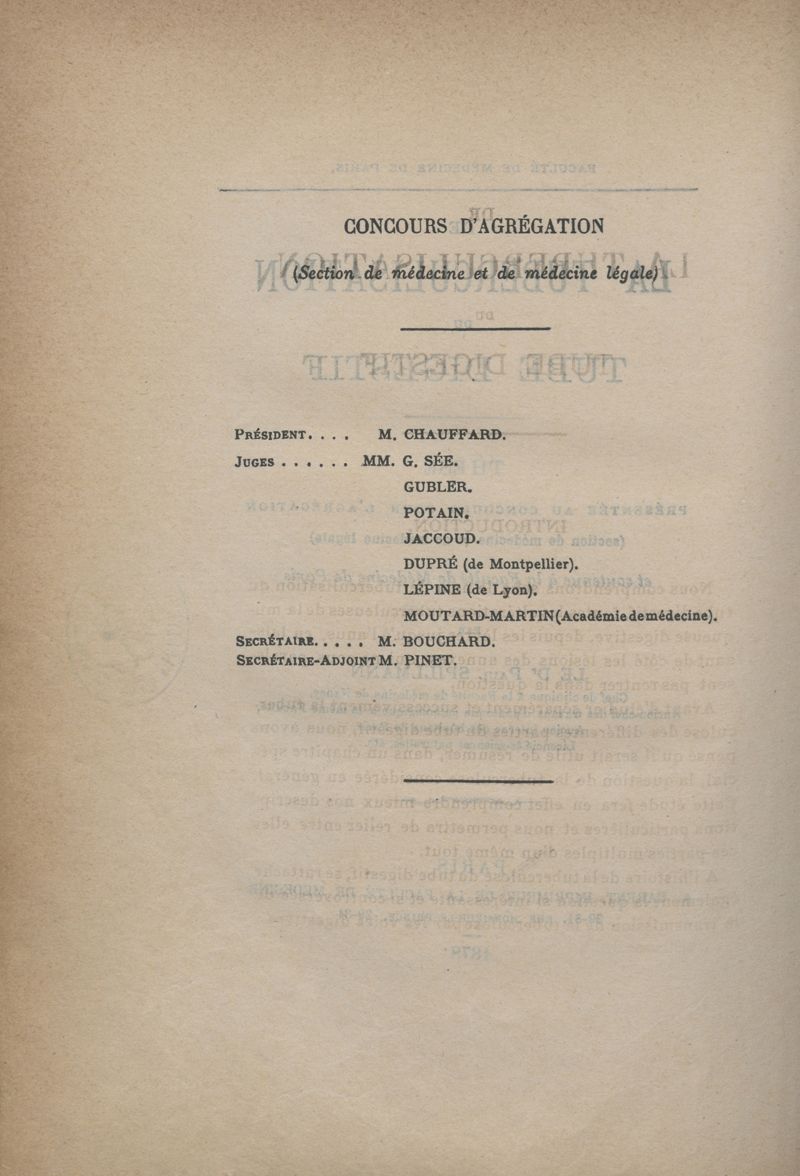 CONCOURS D'AGRÉGATION
(Section de médecine et de médecine légale)
PRÉSIDENT. . . . M. CHAUFFARD.
JUGES . . . . . . MM. G. SÉE.
GUBLER.
POTAIN.
JACCOUD.
DUPRÉ (de Montpellier).
LÉPINE (de Lyon).
MOUTARD-MARTIN (Académie de médecine).
SECRÉTAIRE. . . . . M. BOUCHARD.
SECRÉTAIRE-ADJOINT M. PINET.